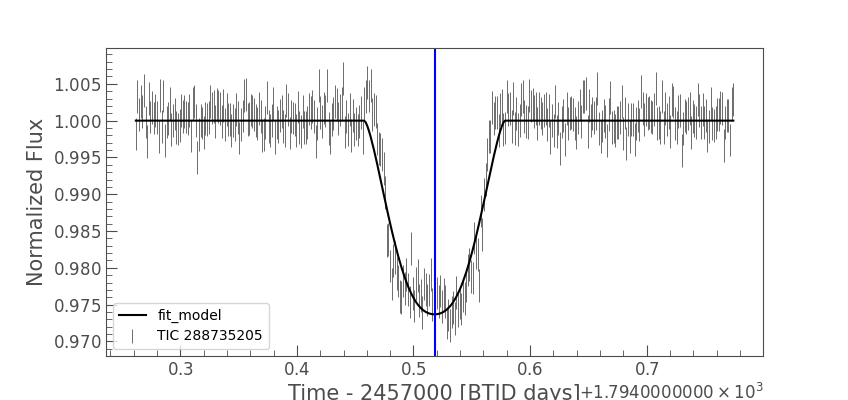 1.005
1.000
0.995
0.990
0.985
0.980
0.975
0.970
Normalized Flux
fit_model
TIC 288735205
0.3 0.4 0.5 0.6 0.7
Time - 2457000 [BTJD days]
+1.7940000000 × 10³